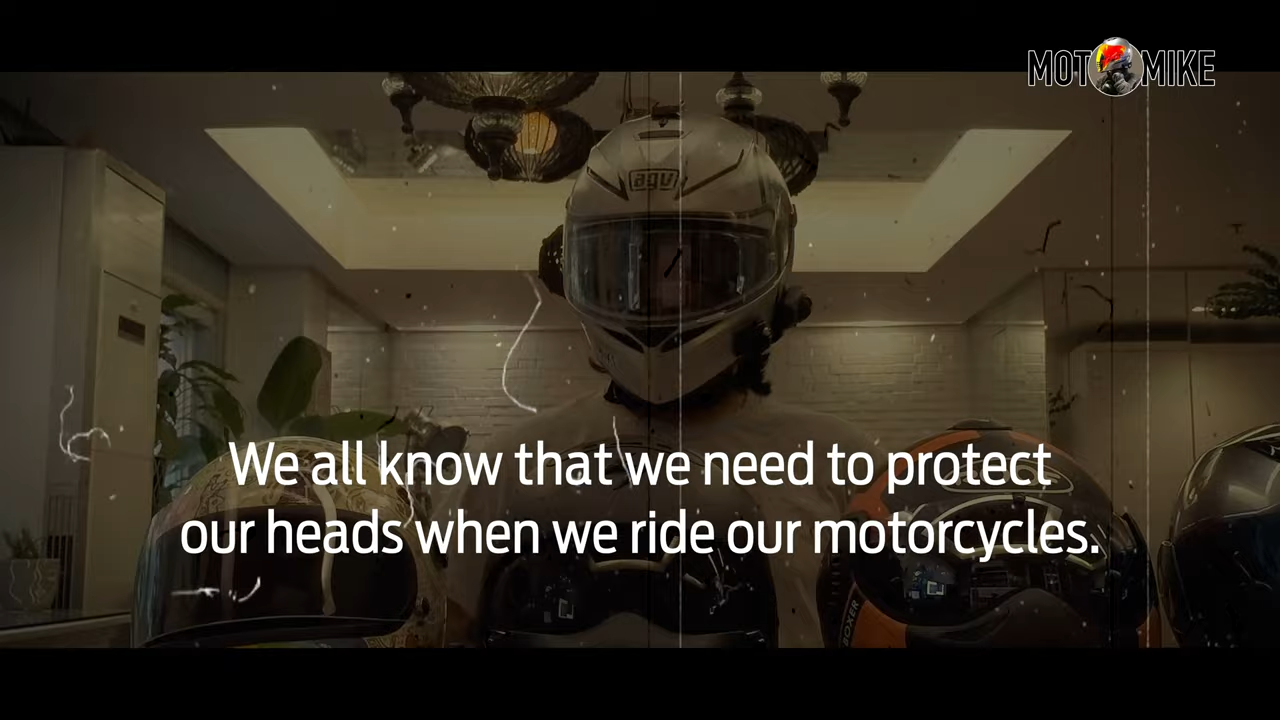 MOTOMIKE
agv
We all know that we need to protect
our heads when we ride our motorcycles.
BOXER